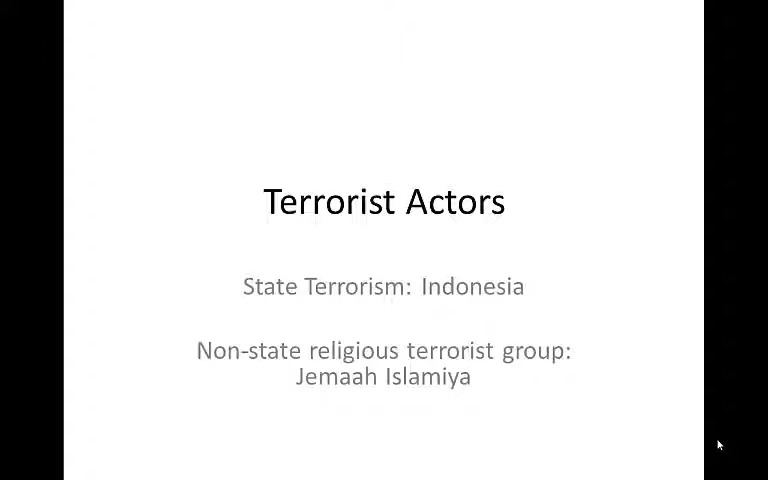 Terrorist Actors
State Terrorism: Indonesia
Non-state religious terrorist group:
Jemaah Islamiya